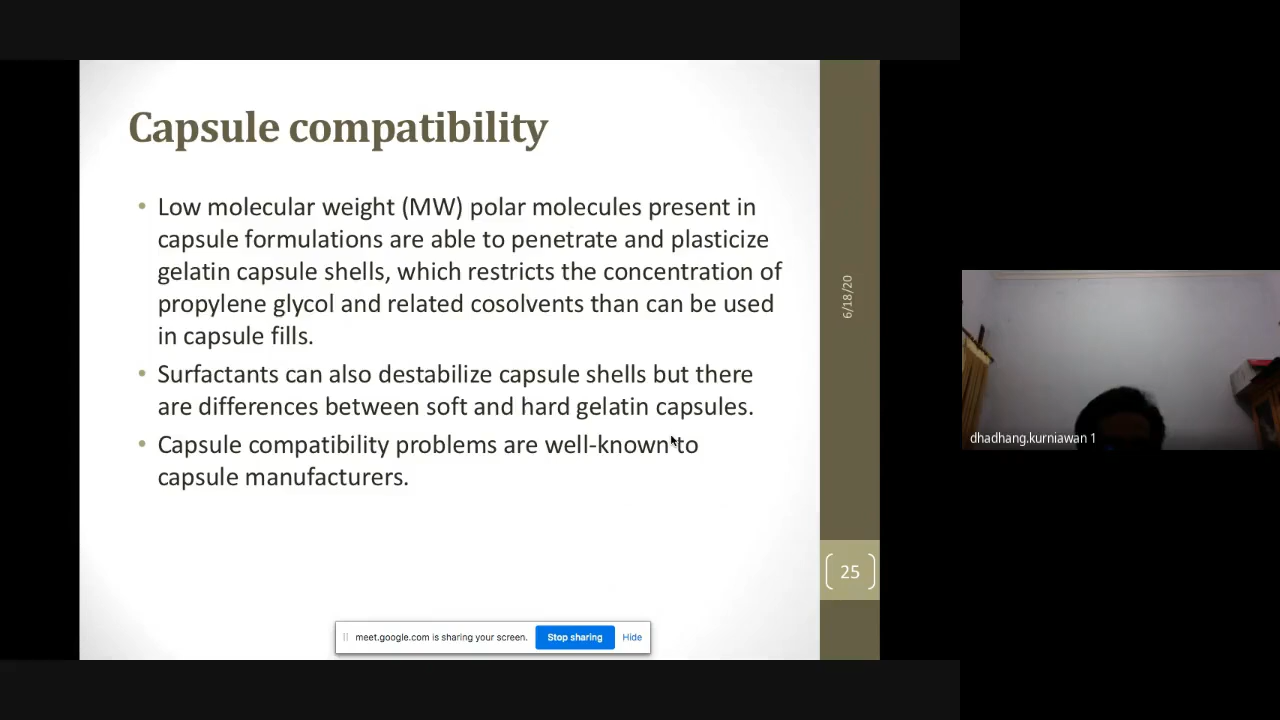 Capsule compatibility
• Low molecular weight (MW) polar molecules present in
capsule formulations are able to penetrate and plasticize
gelatin capsule shells, which restricts the concentration of
propylene glycol and related cosolvents than can be used
in capsule fills.
• Surfactants can also destabilize capsule shells but there
are differences between soft and hard gelatin capsules.
• Capsule compatibility problems are well-known to
capsule manufacturers.
6/18/20
25
meet.google.com is sharing your screen. Stop sharing Hide
dhadhang.kurniawan 1